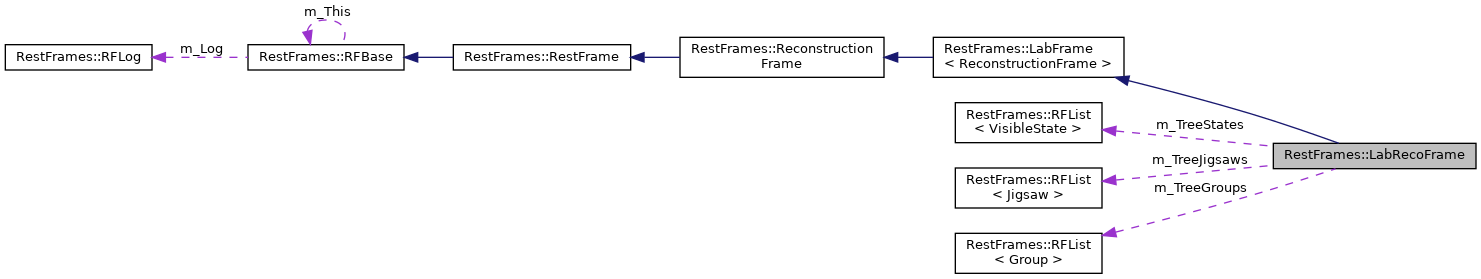 m_This
RestFrames::RFLog
m_Log
RestFrames::RFBase
RestFrames::RestFrame
RestFrames::Reconstruction
Frame
RestFrames::LabFrame
< ReconstructionFrame >
RestFrames::RFList
< VisibleState >
m_TreeStates
RestFrames::LabRecoFrame
m_TreeJigsaws
RestFrames::RFList
< Jigsaw >
m_TreeGroups
RestFrames::RFList
< Group >